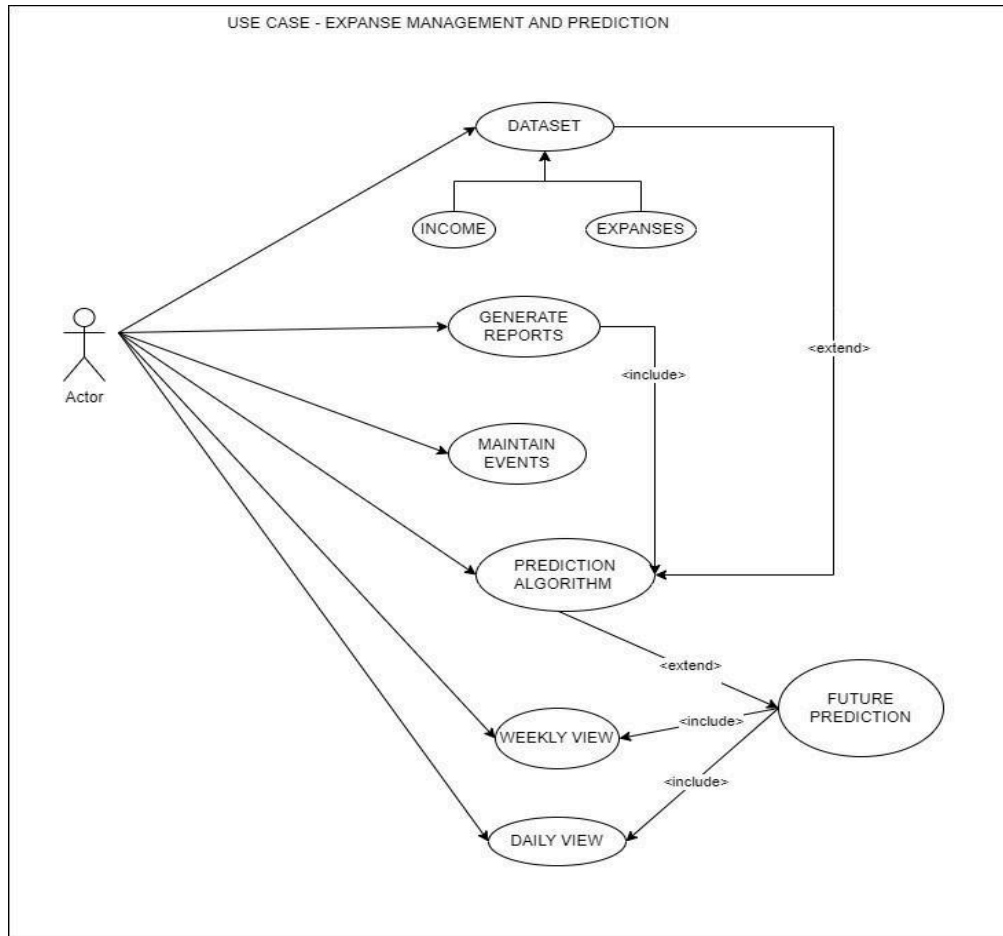 USE CASE - EXPANSE MANAGEMENT AND PREDICTION
DATASET
INCOME
EXPANSES
GENERATE
REPORTS
<extend>
<include>
Actor
MAINTAIN
EVENTS
PREDICTION
ALGORITHM
<extend>
FUTURE
PREDICTION
<include>
WEEKLY VIEW
<include>
DAILY VIEW